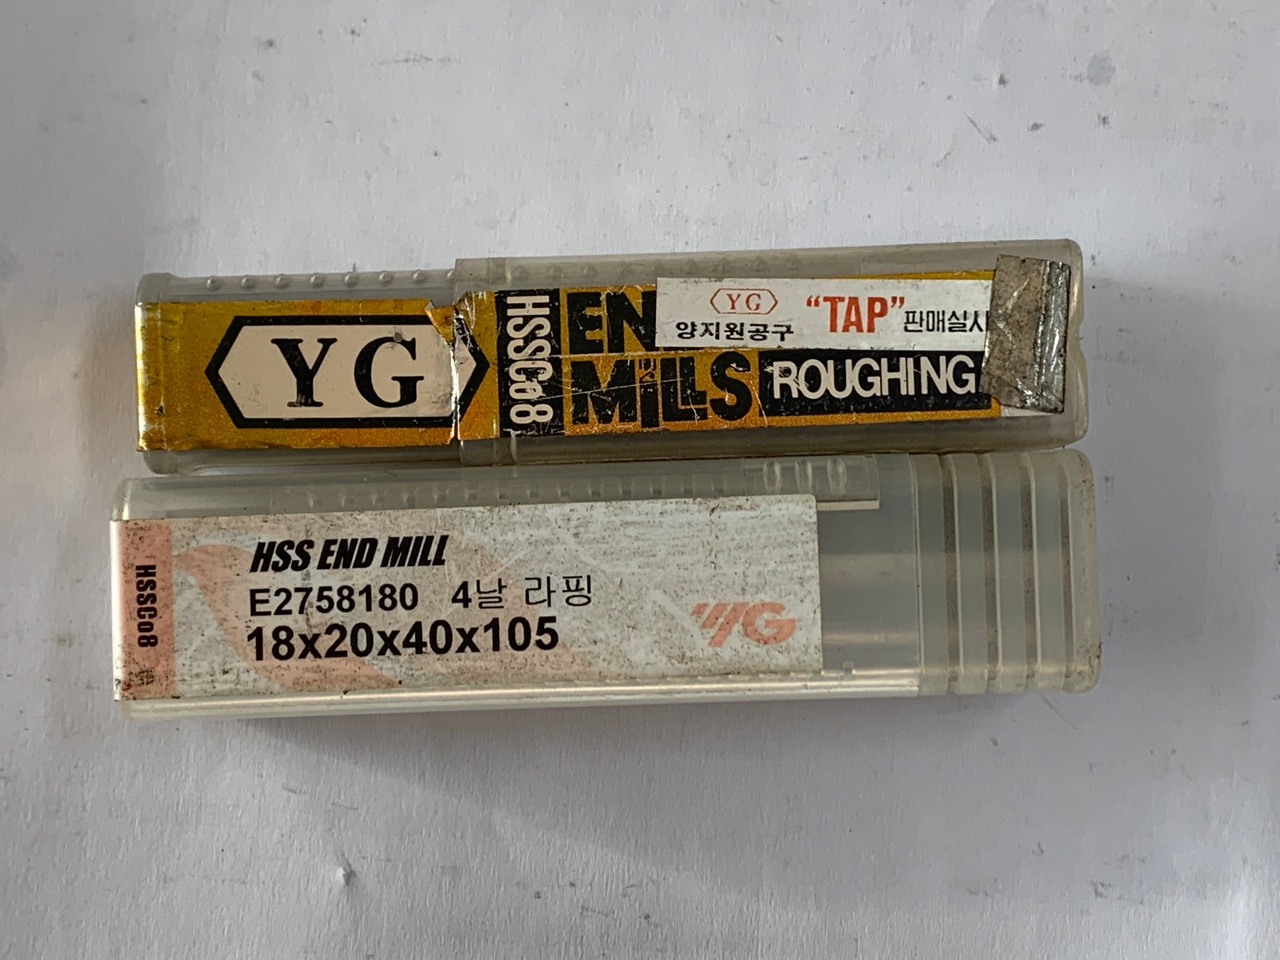 YG
HSSCo8
EN
MILLS
ROUGHING
YG
양지원공구
"TAP" 판매실시
HSSCo8
HSS END MILL
E2758180 4날 라핑
18x20x40x105
YG